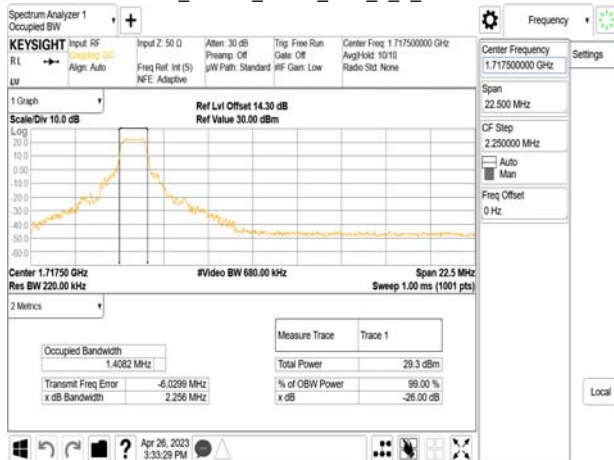 Spectrum Analyzer 1
Occupied BW
Frequency
KEYSIGHT
Input: RF
Coupling: DC
Align: Auto
RL
LV
Input Z: 50 Ω
Freq Ref: Int (S)
NFE: Adaptive
Atten: 30 dB
Preamp: Off
µW Path: Standard
Trig: Free Run
Gate: Off
#IF Gain: Low
Center Freq: 1.717500000 GHz
Avg|Hold: 10/10
Radio Std: None
Center Frequency
1.717500000 GHz
Settings
Span
22.500 MHz
CF Step
2.250000 MHz
Auto
Man
Freq Offset
0 Hz
Local
1 Graph
Scale/Div 10.0 dB
Ref Lvl Offset 14.30 dB
Ref Value 30.00 dBm
Log
20.0
10.0
0.00
-10.0
-20.0
-30.0
-40.0
-50.0
-60.0
Center 1.71750 GHz
#Video BW 680.00 kHz
Span 22.5 MHz
Res BW 220.00 kHz
Sweep 1.00 ms (1001 pts)
2 Metrics
Measure Trace Trace 1
Occupied Bandwidth
1.4082 MHz
Total Power 29.3 dBm
Transmit Freq Error -6.0299 MHz
% of OBW Power 99.00 %
x dB Bandwidth 2.256 MHz
x dB -26.00 dB
?
Apr 26, 2023
3:33:29 PM